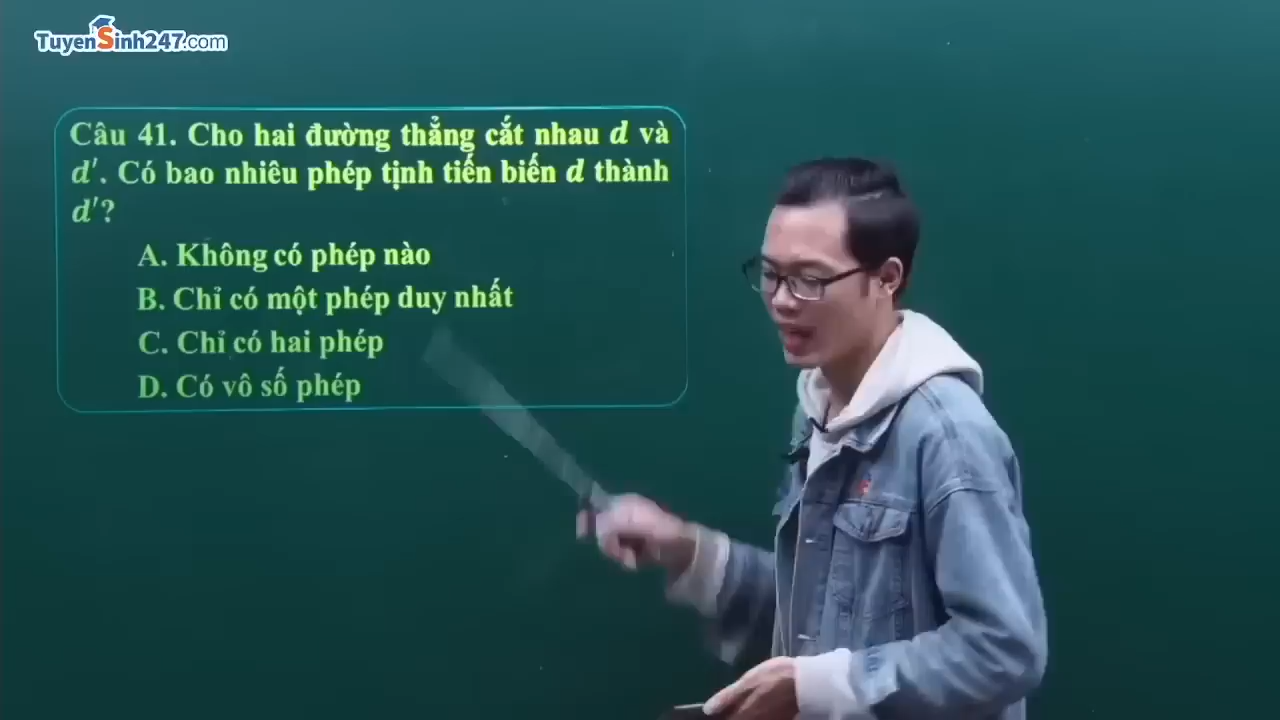 TuyenSinh247.com
Câu 41. Cho hai đường thẳng cắt nhau d và
d'. Có bao nhiêu phép tịnh tiến biến d thành
d'?
A. Không có phép nào
B. Chỉ có một phép duy nhất
C. Chỉ có hai phép
D. Có vô số phép